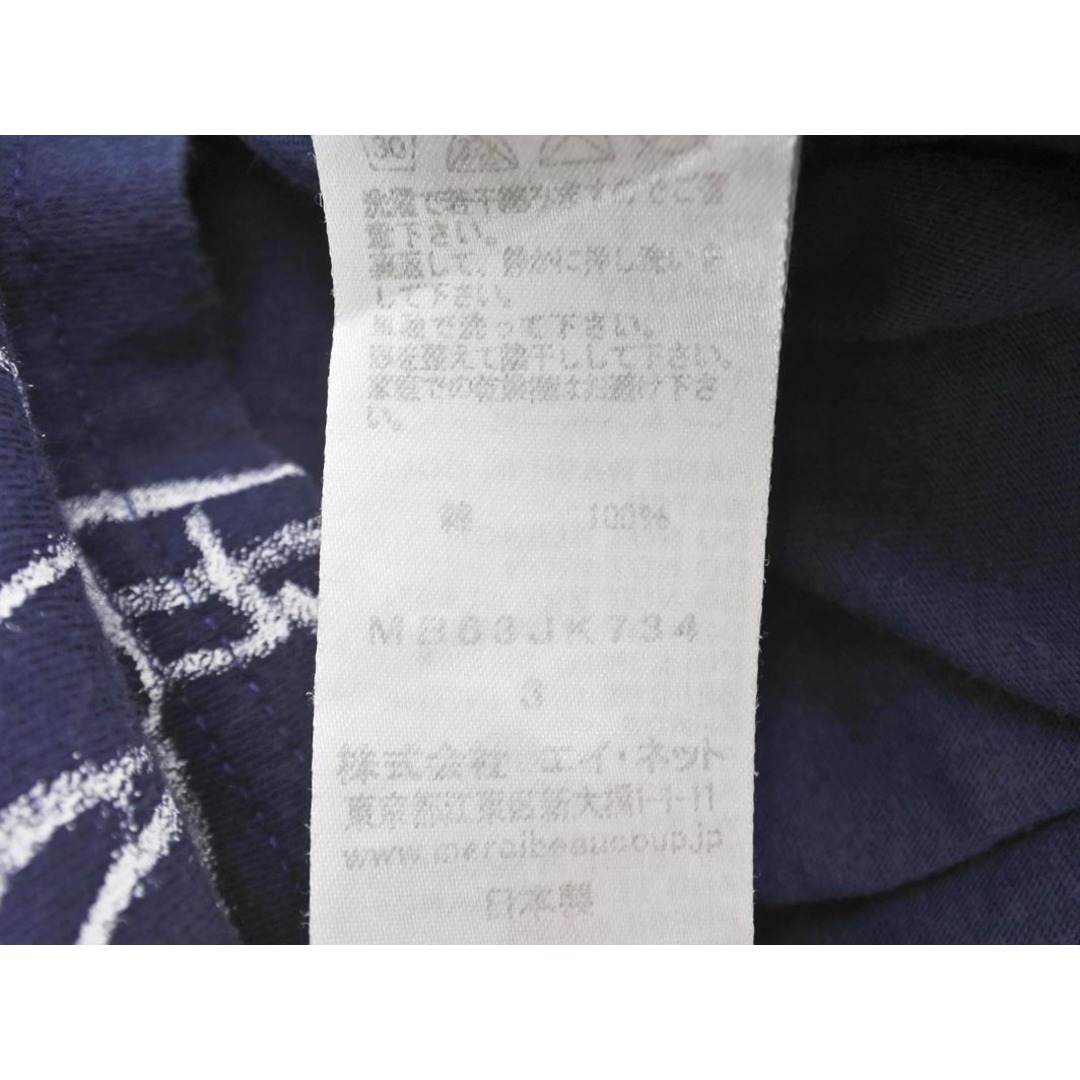 30
洗濯で若干縮みますのでご留
意下さい。
裏返して、静かに押し洗いを
して下さい。
単独で洗って下さい。
形を整えて陰干しして下さい。
家庭での乾燥機はお避け下さ
い。
綿 100%
MB63JK734
3
株式会社 エイ・ネット
東京都江東区新大橋1-1-11
www.mercibeaucoup.jp
日本製